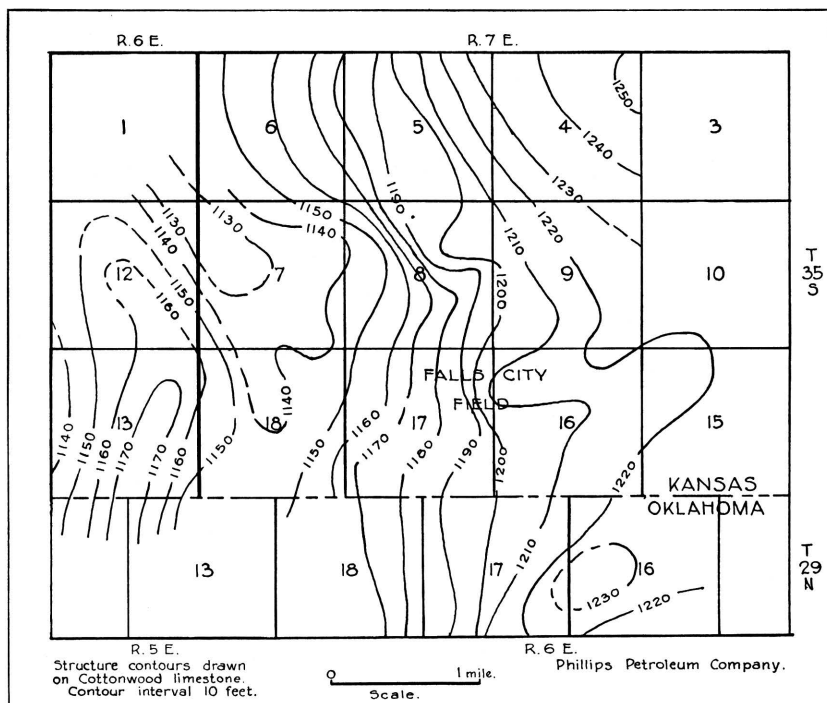 R. 6 E. R. 7 E.
1 6 5 4 3
1250
1240
1230
1190
1220
1130 1150 1210
1130 1140
1140
12 7 8 9 10
T
35
S
1150
1160
1200
FALLS CITY
FIELD
1140
13 18 17 16 15
1140 1150 1160 1170 1160 1150 1150 1160 1170 1180 1190 1200 1220
KANSAS
OKLAHOMA
1210
13 18 17 16
T
29
N
1230 1220
R. 5 E. R. 6 E.
Structure contours drawn
on Cottonwood limestone.
Contour interval 10 feet.
0 1 mile.
Scale.
Phillips Petroleum Company.